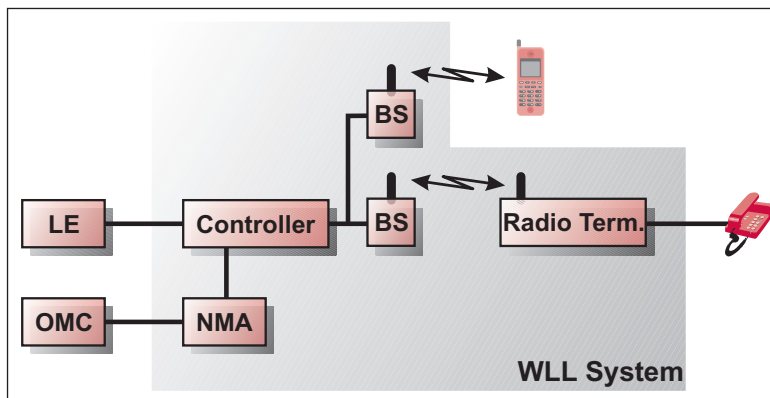 BS
LE
Controller
BS
Radio Term.
OMC
NMA
WLL System